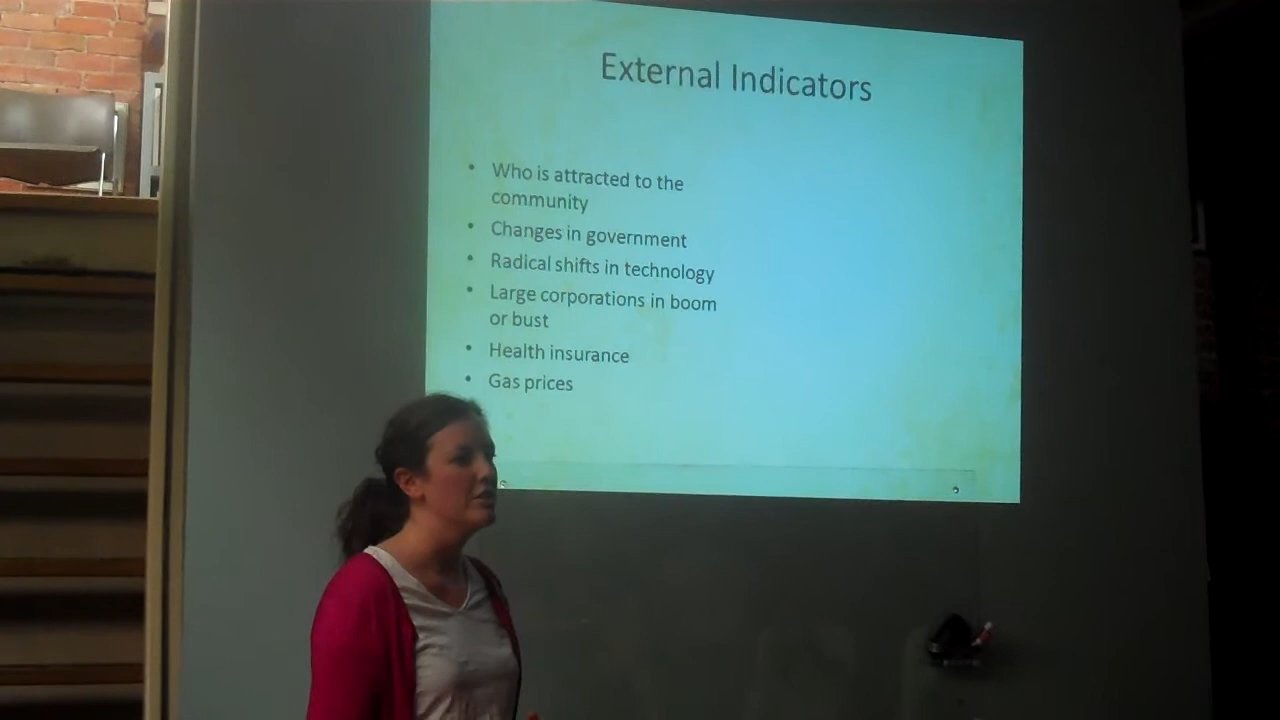 External Indicators
• Who is attracted to the
community
• Changes in government
• Radical shifts in technology
• Large corporations in boom
or bust
• Health insurance
• Gas prices